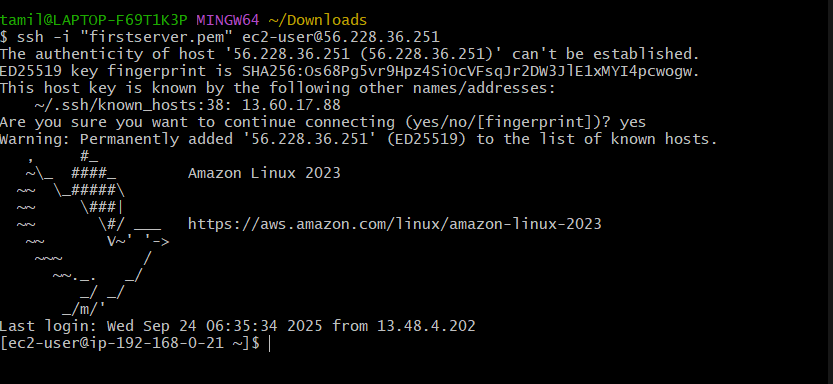 tamil@LAPTOP-F69T1K3P MINGW64 ~/Downloads
$ ssh -i "firstserver.pem" ec2-user@56.228.36.251
The authenticity of host '56.228.36.251 (56.228.36.251)' can't be established.
ED25519 key fingerprint is SHA256:Os68Pg5vr9Hpz4SiOcVFsqJr2DW3JlE1xMYI4pcwogw.
This host key is known by the following other names/addresses:
    ~/.ssh/known_hosts:38: 13.60.17.88
Are you sure you want to continue connecting (yes/no/[fingerprint])? yes
Warning: Permanently added '56.228.36.251' (ED25519) to the list of known hosts.
   ,     #_
   ~\_  ####_        Amazon Linux 2023
  ~~  \_#####\
  ~~     \###|
  ~~       \#/ ___   https://aws.amazon.com/linux/amazon-linux-2023
   ~~       V~' '->
    ~~~         /
      ~~._.   _/
         _/ _/
       _/m/'
Last login: Wed Sep 24 06:35:34 2025 from 13.48.4.202
[ec2-user@ip-192-168-0-21 ~]$